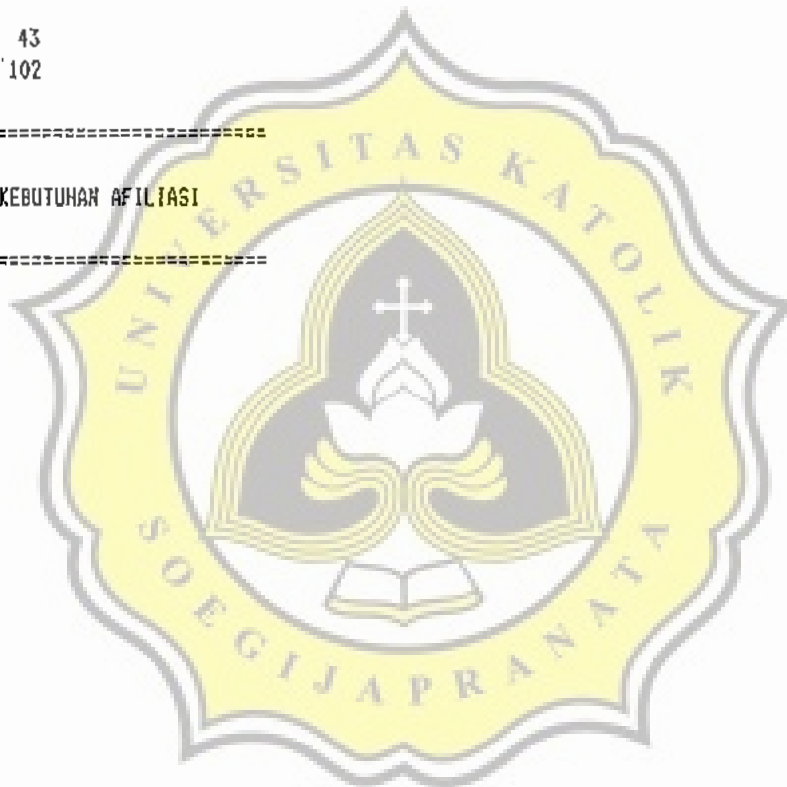 43
102
KEBUTUHAN AFILIASI
UNIVERSITAS KATOLIK
SOEGIJAPRANATA